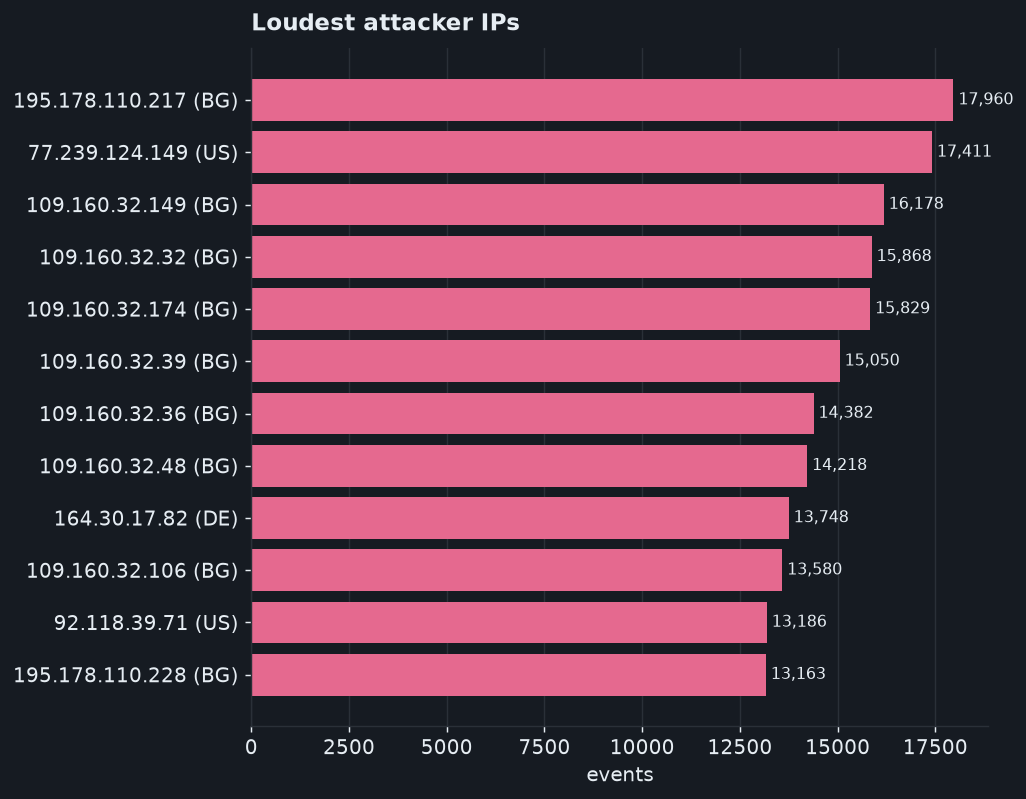 Loudest attacker IPs
195.178.110.217 (BG) 17,960
77.239.124.149 (US) 17,411
109.160.32.149 (BG) 16,178
109.160.32.32 (BG) 15,868
109.160.32.174 (BG) 15,829
109.160.32.39 (BG) 15,050
109.160.32.36 (BG) 14,382
109.160.32.48 (BG) 14,218
164.30.17.82 (DE) 13,748
109.160.32.106 (BG) 13,580
92.118.39.71 (US) 13,186
195.178.110.228 (BG) 13,163
0 2500 5000 7500 10000 12500 15000 17500
events